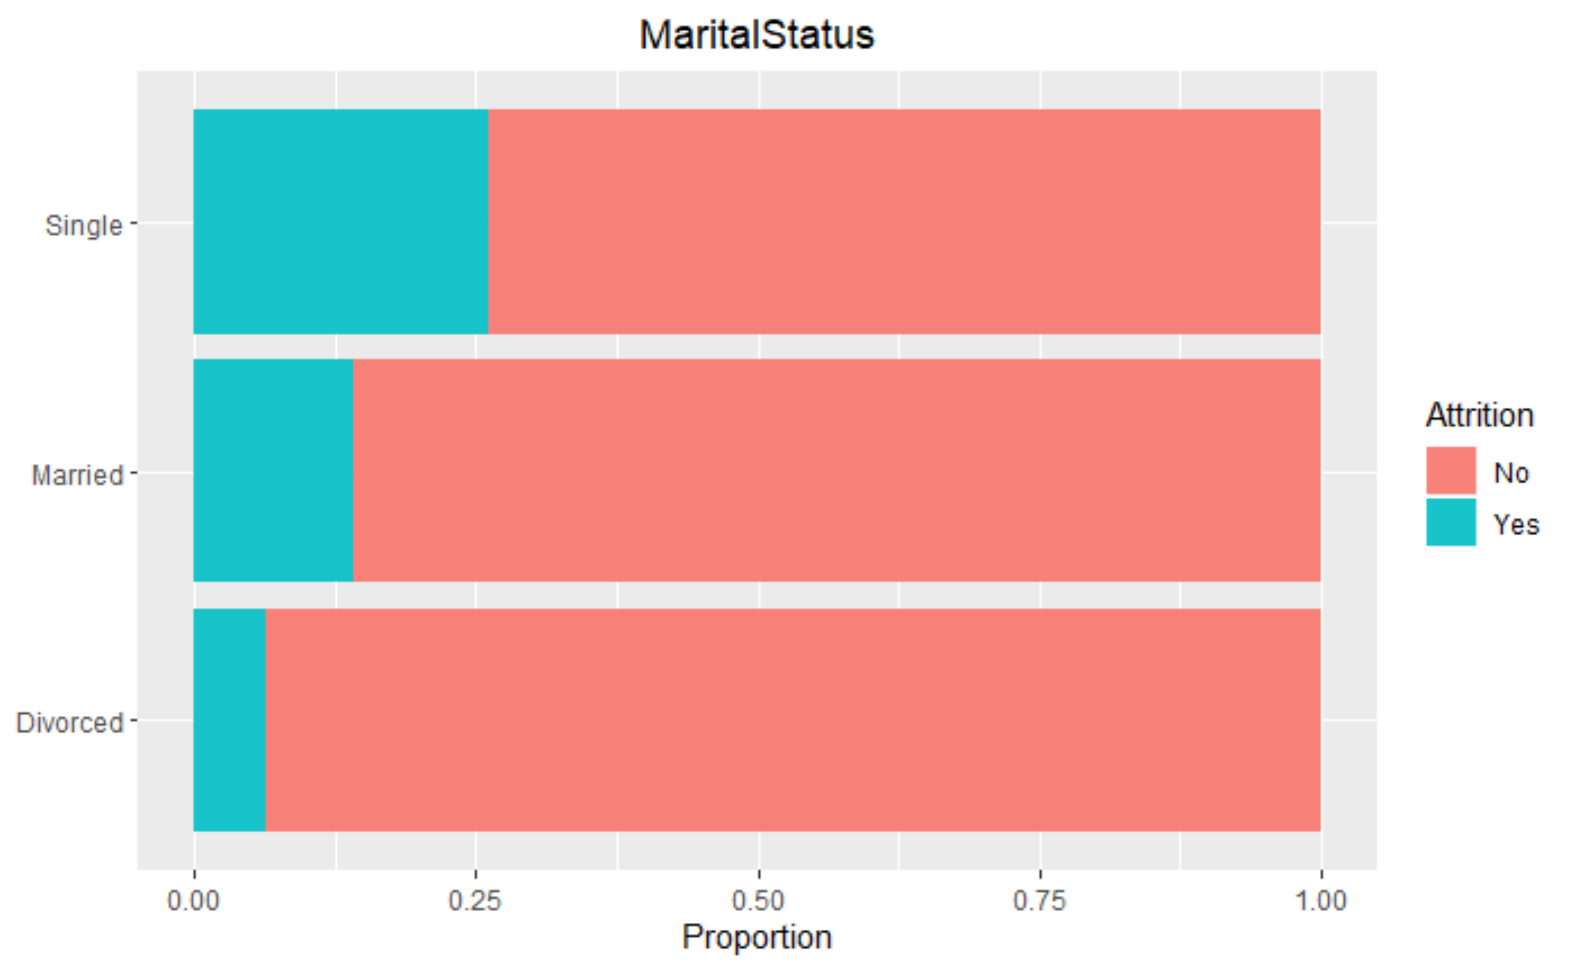 MaritalStatus
Single
Married
Divorced
0.00 0.25 0.50 0.75 1.00
Proportion
Attrition
No
Yes